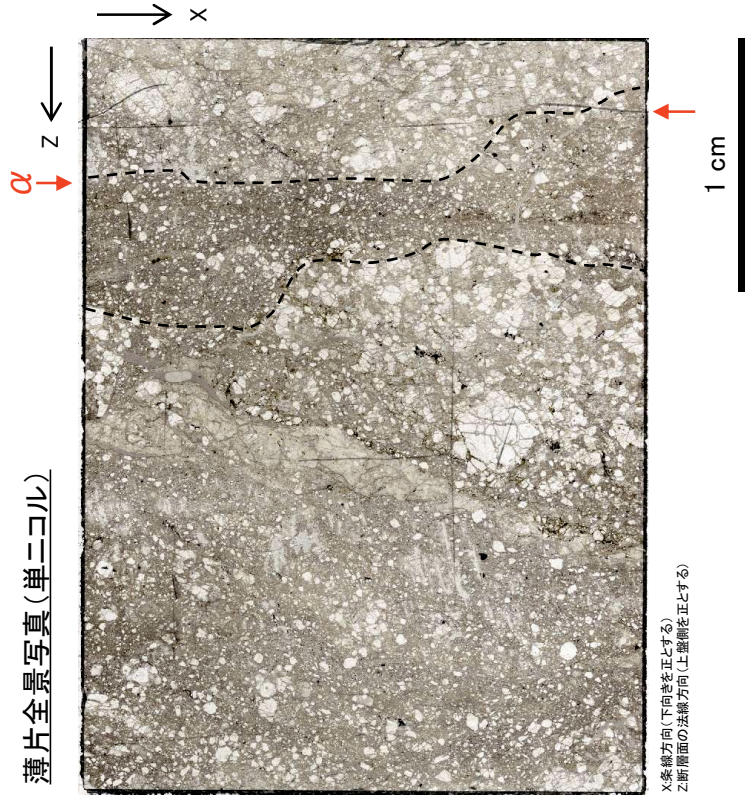 薄片全景写真(単ニコル)
α
Z
X
1 cm
X:条線方向(下向きを正とする)
Z:断層面の法線方向(上盤側を正とする)